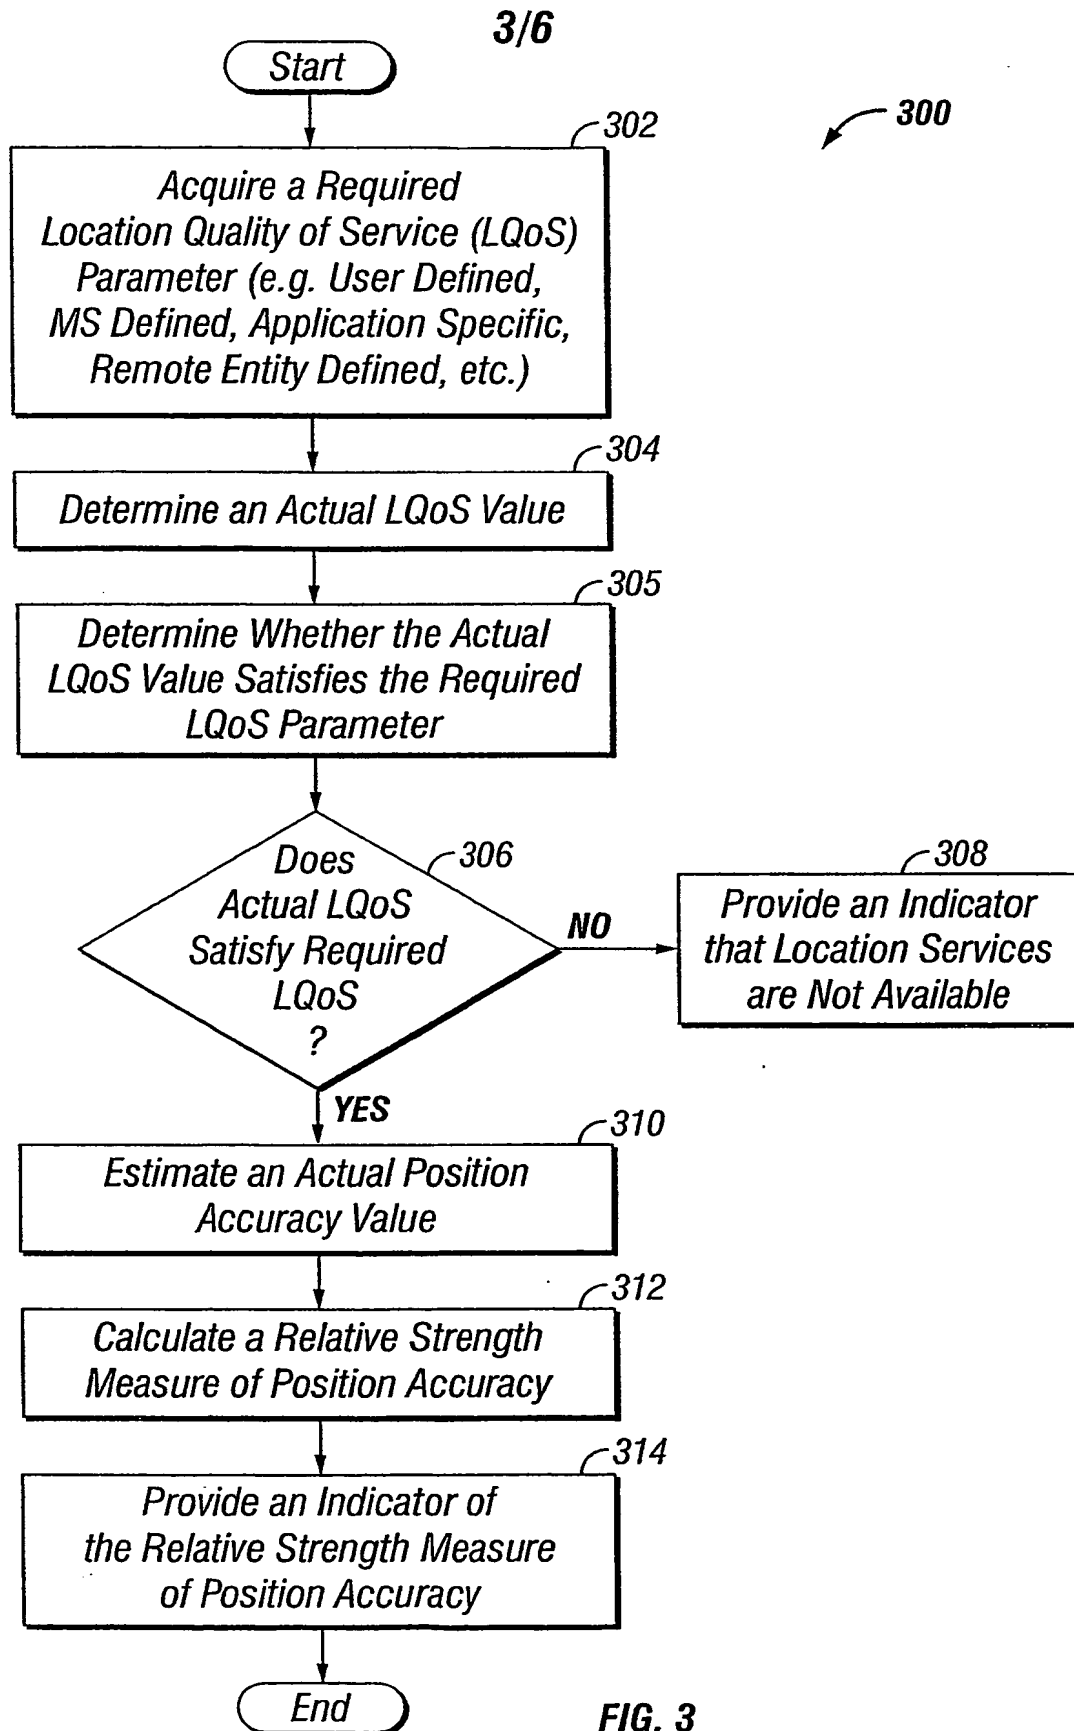 3/6
Start
300
302
Acquire a Required
Location Quality of Service (LQoS)
Parameter (e.g. User Defined,
MS Defined, Application Specific,
Remote Entity Defined, etc.)
304
Determine an Actual LQoS Value
305
Determine Whether the Actual
LQoS Value Satisfies the Required
LQoS Parameter
306
Does
Actual LQoS
Satisfy Required
LQoS
?
NO
308
Provide an Indicator
that Location Services
are Not Available
YES
310
Estimate an Actual Position
Accuracy Value
312
Calculate a Relative Strength
Measure of Position Accuracy
314
Provide an Indicator of
the Relative Strength Measure
of Position Accuracy
End
FIG. 3